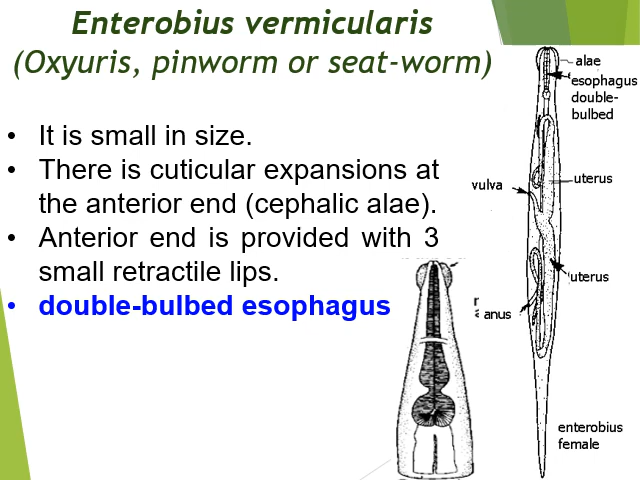 Enterobius vermicularis
(Oxyuris, pinworm or seat-worm)
• It is small in size.
• There is cuticular expansions at
the anterior end (cephalic alae).
• Anterior end is provided with 3
small retractile lips.
• double-bulbed esophagus
alae
esophagus
double-
bulbed
vulva
uterus
uterus
anus
enterobius
female